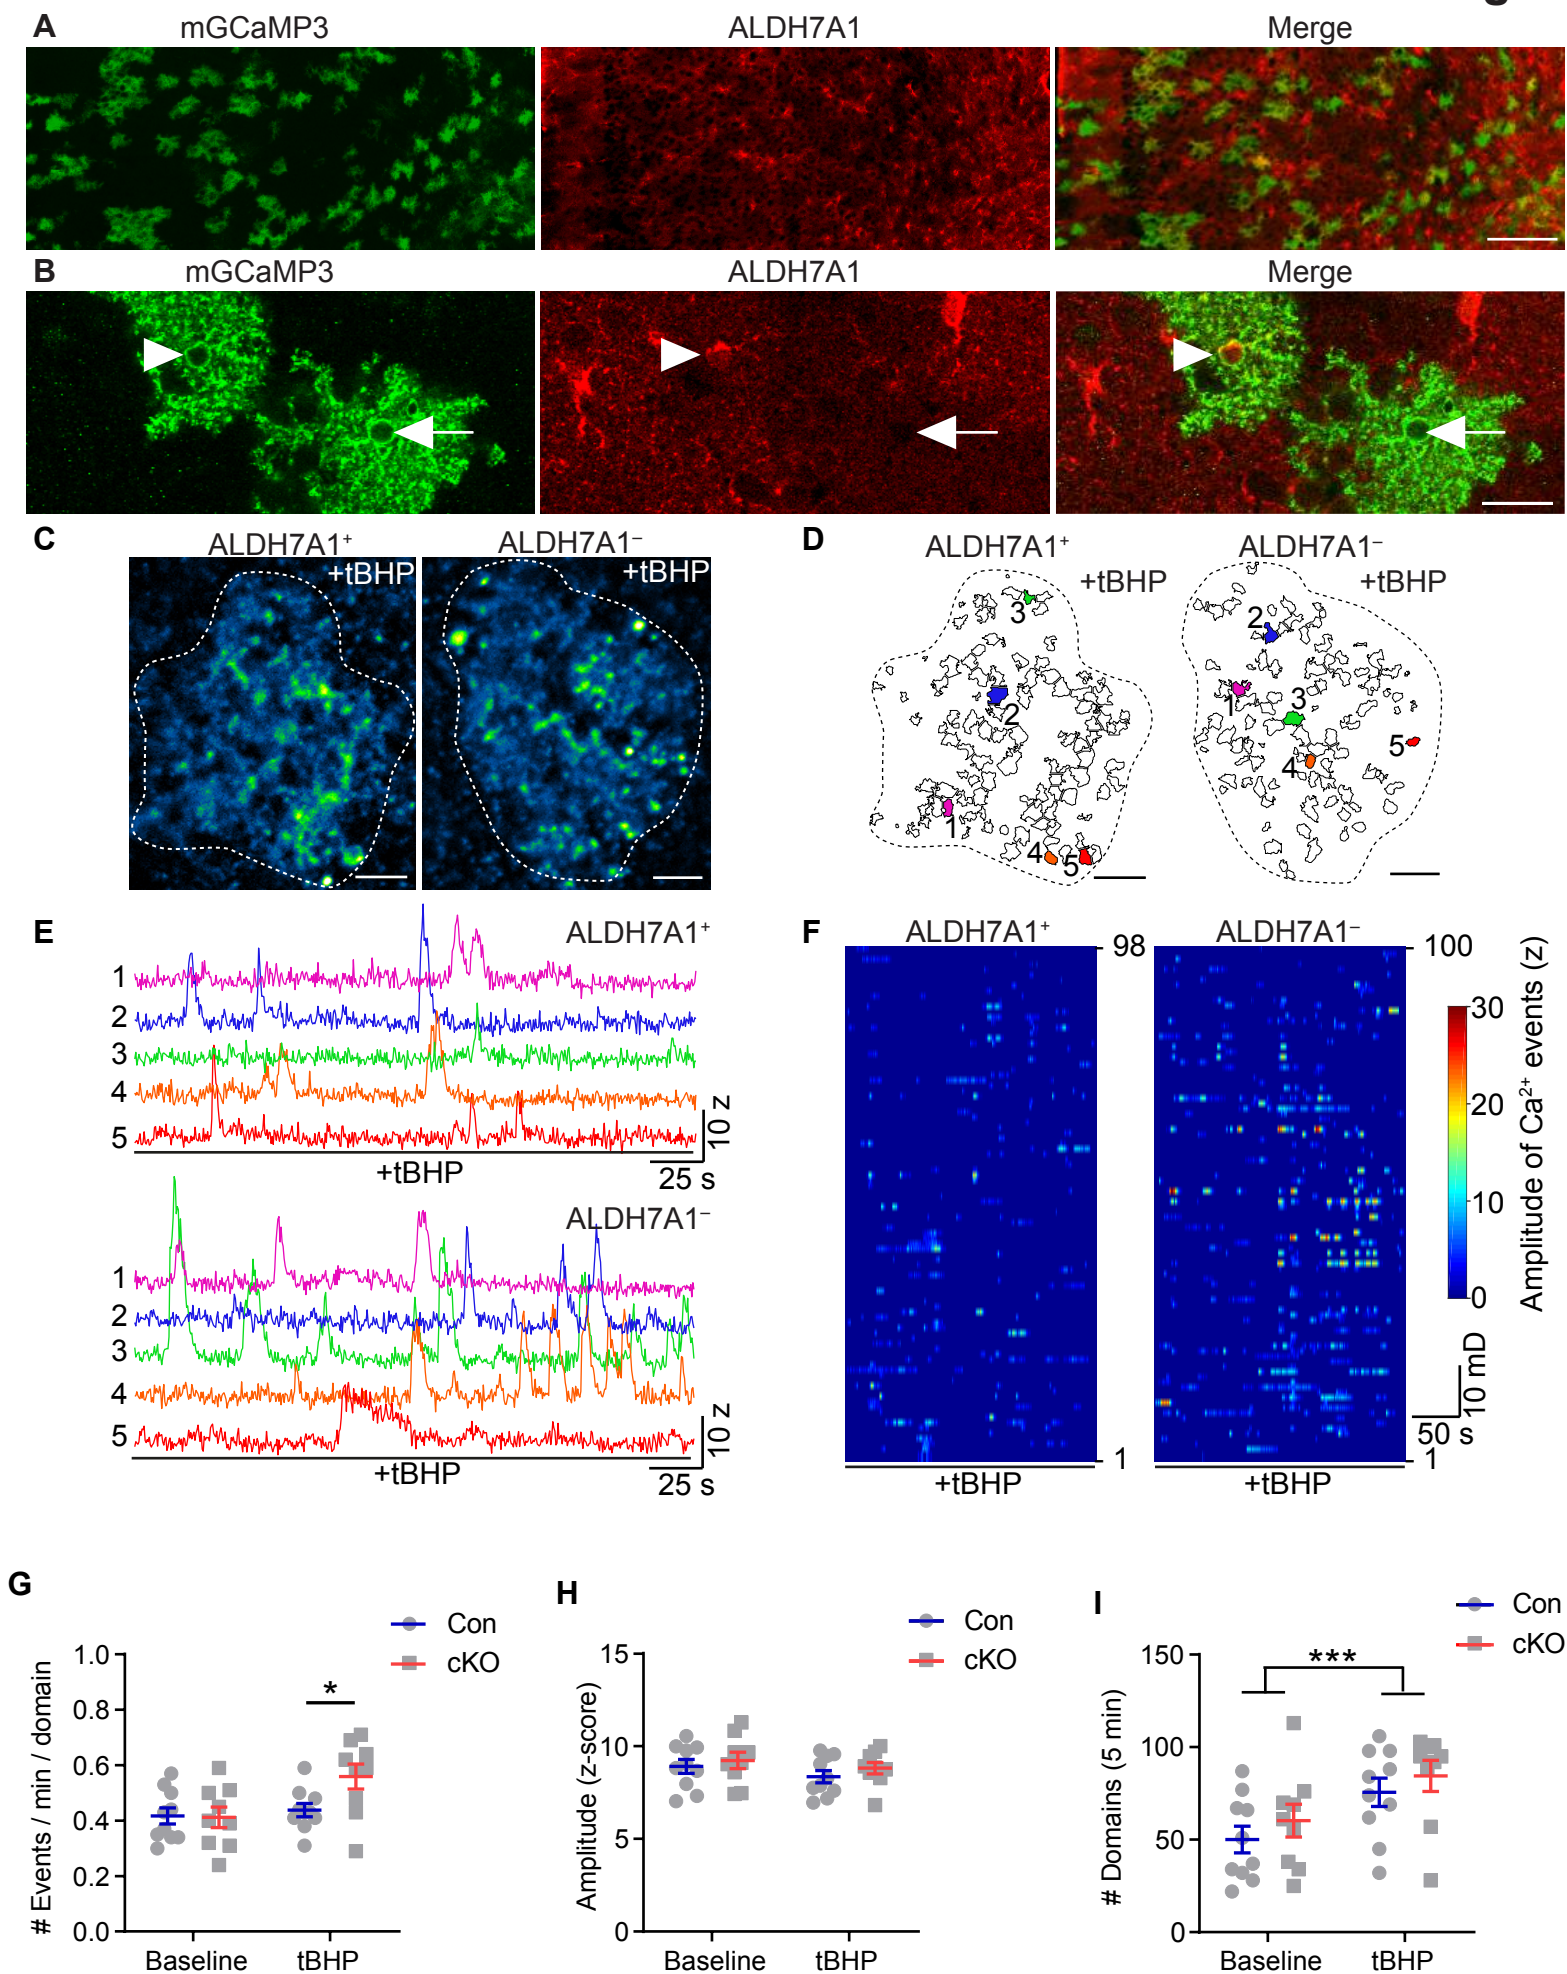 A
mGCaMP3
ALDH7A1
Merge
B
mGCaMP3
ALDH7A1
Merge
C
ALDH7A1+
+tBHP
ALDH7A1–
+tBHP
D
ALDH7A1+
+tBHP
ALDH7A1–
+tBHP
3
2
1
4
5
2
1
3
4
5
E
ALDH7A1+
1
2
3
4
5
10 z
+tBHP
25 s
ALDH7A1–
1
2
3
4
5
10 z
+tBHP
25 s
F
ALDH7A1+
98
ALDH7A1–
100
30
20
10
0
Amplitude of Ca2+ events (z)
10 mD
50 s
1
1
+tBHP
+tBHP
G
Con
cKO
1.0
0.8
0.6
0.4
0.2
0.0
# Events / min / domain
*
Baseline
tBHP
H
Con
cKO
15
10
5
0
Amplitude (z-score)
Baseline
tBHP
I
Con
cKO
150
100
50
0
# Domains (5 min)
***
Baseline
tBHP